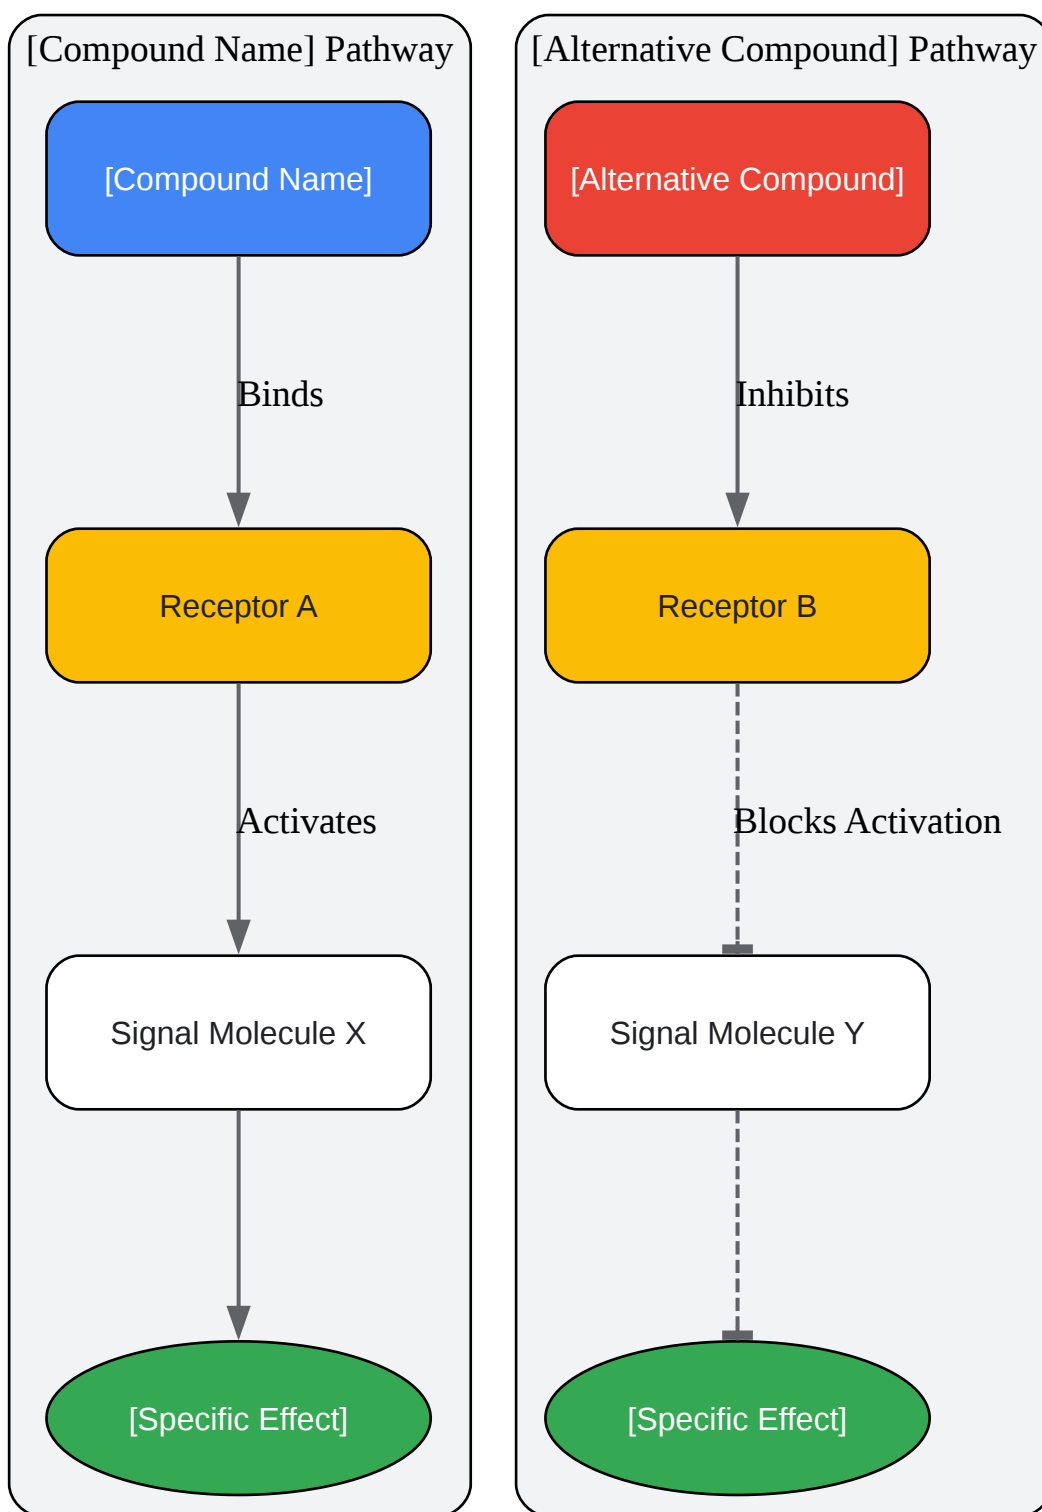 [Compound Name] Pathway
[Compound Name]
Binds
Receptor A
Activates
Signal Molecule X
[Specific Effect]
[Alternative Compound] Pathway
[Alternative Compound]
Inhibits
Receptor B
Blocks Activation
Signal Molecule Y
[Specific Effect]